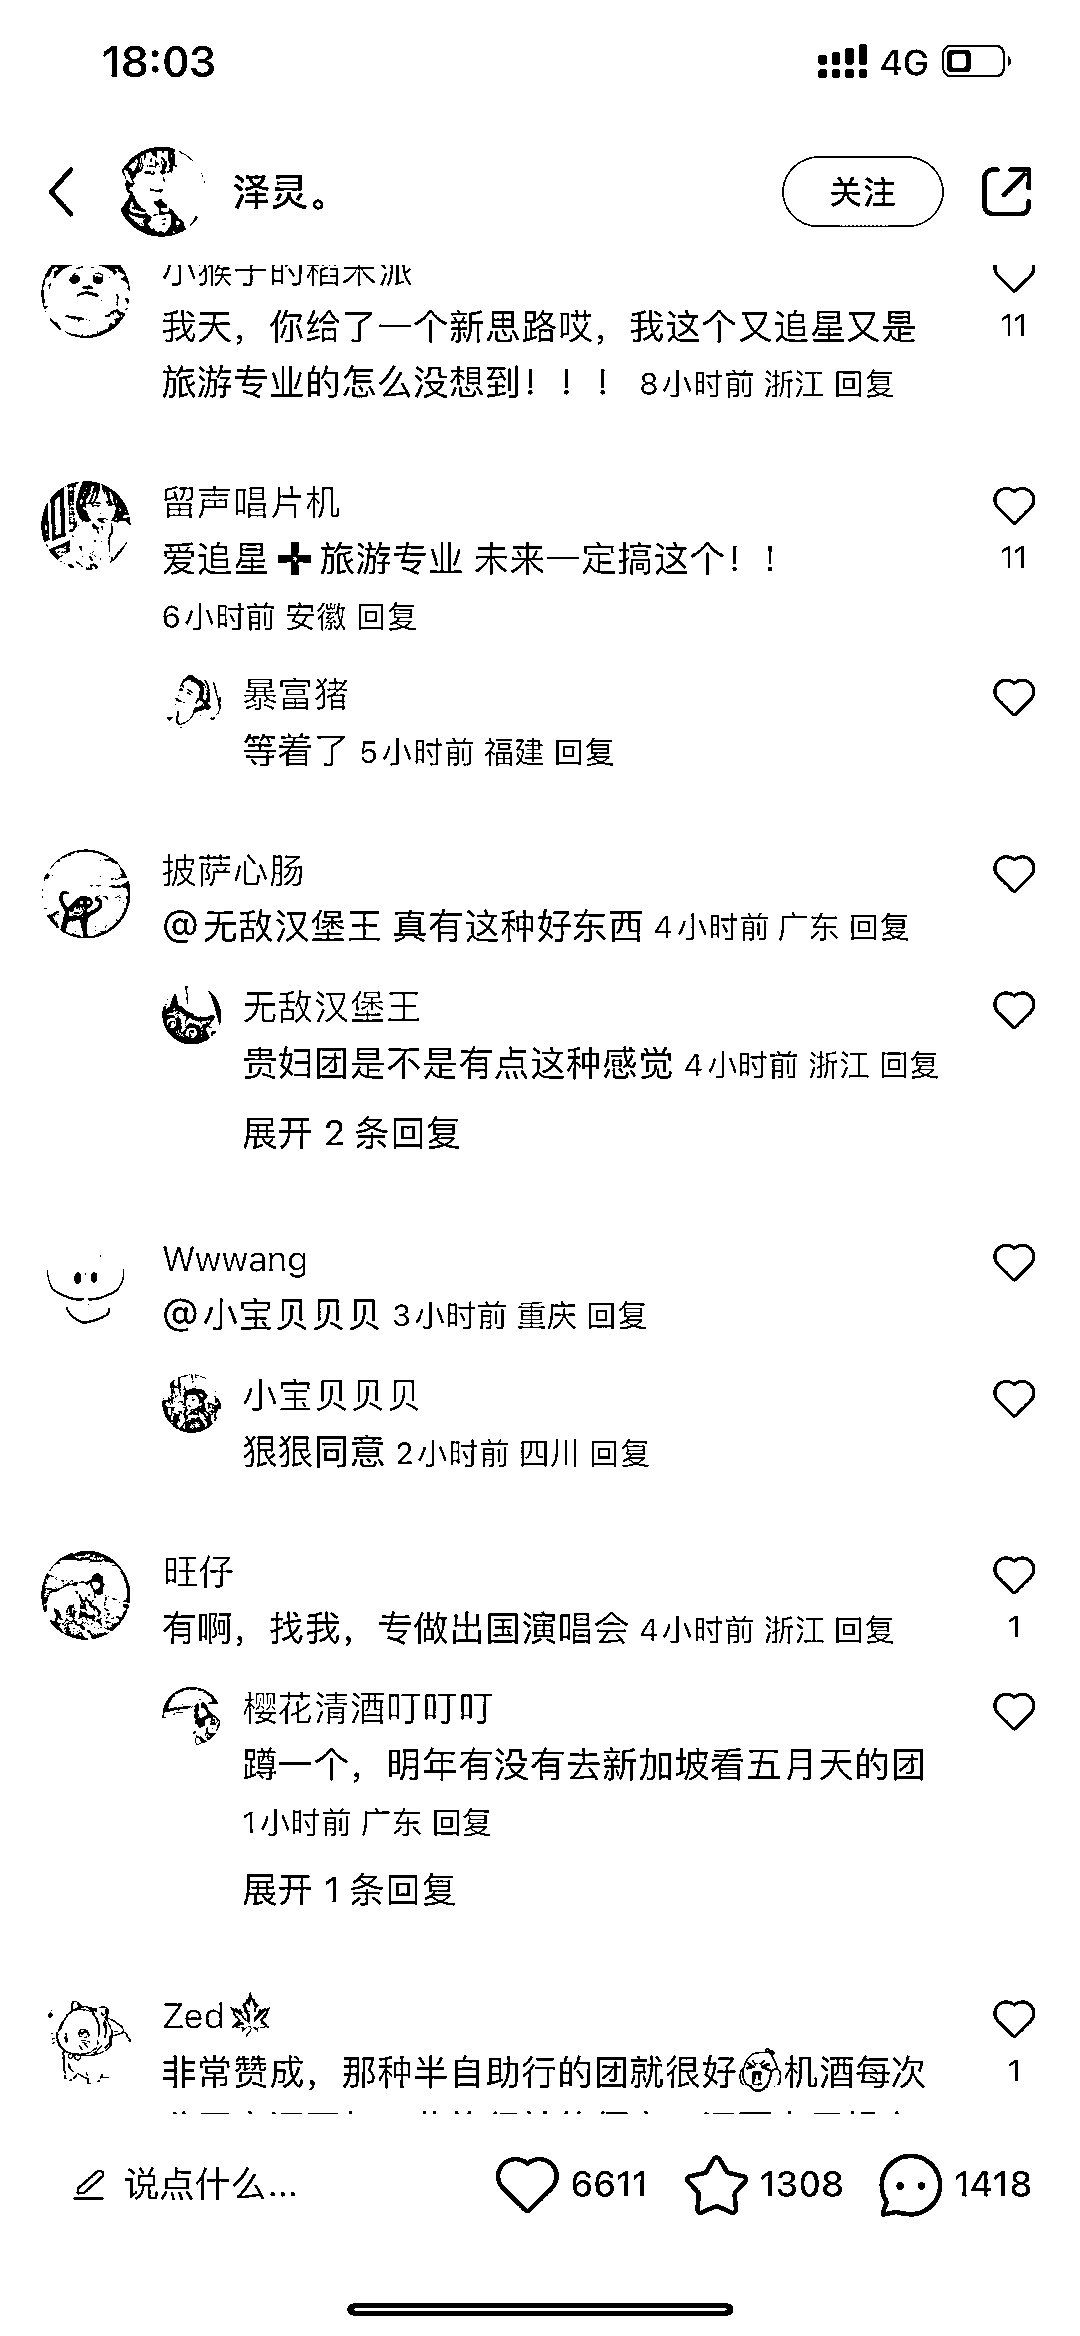 18:03
4G
泽灵。
关注
小猴子的稻米派
我天，你给了一个新思路哎，我这个又追星又是
11
旅游专业的怎么没想到！！！ 8小时前 浙江 回复
留声唱片机
爱追星➕旅游专业 未来一定搞这个！！
11
6小时前 安徽 回复
暴富猪
等着了 5小时前 福建 回复
披萨心肠
@无敌汉堡王 真有这种好东西 4小时前 广东 回复
无敌汉堡王
贵妇团是不是有点这种感觉 4小时前 浙江 回复
展开 2 条回复
Wwwang
@小宝贝贝贝 3小时前 重庆 回复
小宝贝贝贝
狠狠同意 2小时前 四川 回复
旺仔
有啊，找我，专做出国演唱会 4小时前 浙江 回复
1
樱花清酒叮叮叮
蹲一个，明年有没有去新加坡看五月天的团
1小时前 广东 回复
展开 1 条回复
Zed🍁
非常赞成，那种半自助行的团就很好😭机酒每次
1
说点什么...
6611
1308
1418